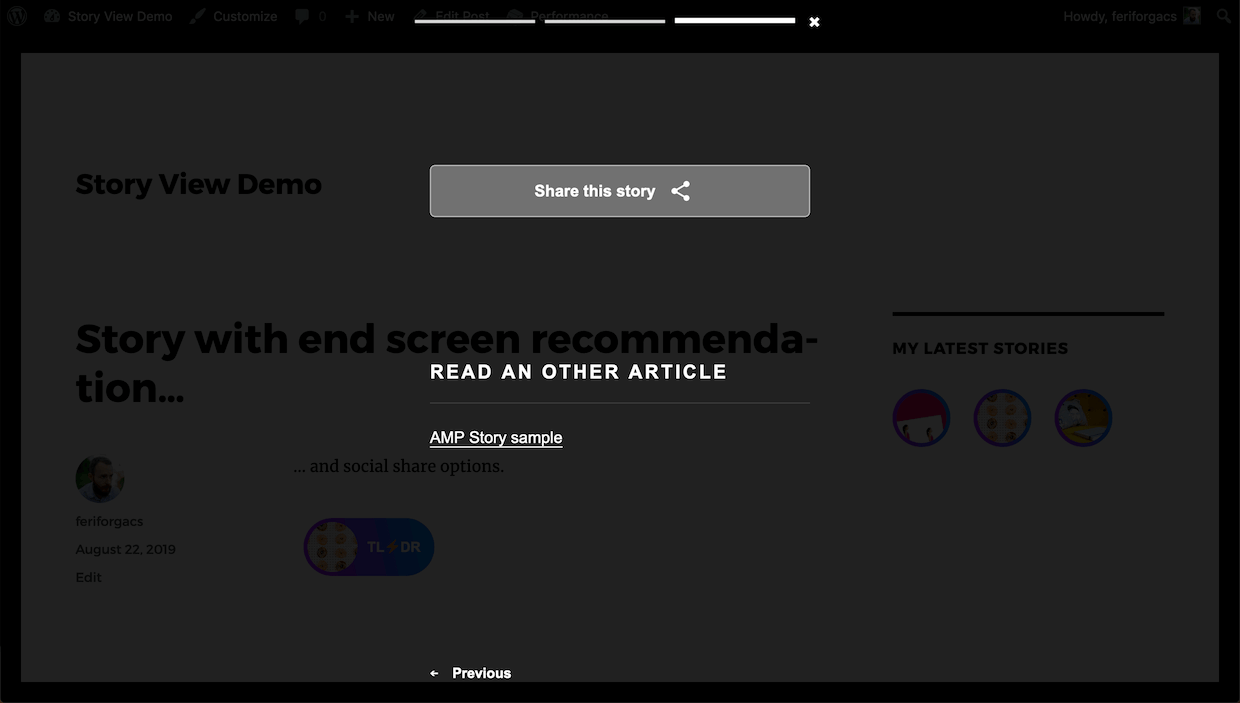 Story View Demo
Customize
0
New
Edit Post
Performance
Howdy, feriforgacs
Story View Demo
Share this story
Story with end screen recommenda-
tion...
READ AN OTHER ARTICLE
AMP Story sample
... and social share options.
feriforgacs
August 22, 2019
Edit
TL⚡DR
MY LATEST STORIES
Previous